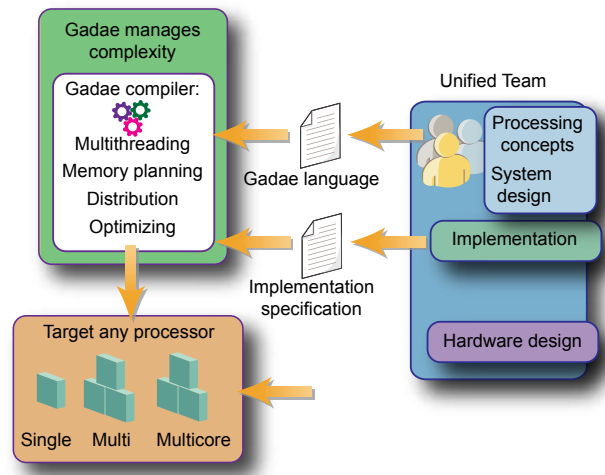 Gadae manages
complexity
Gadae compiler:
Multithreading
Memory planning
Distribution
Optimizing
Gadae language
Implementation
specification
Unified Team
Processing
concepts
System
design
Implementation
Hardware design
Target any processor
Single
Multi
Multicore